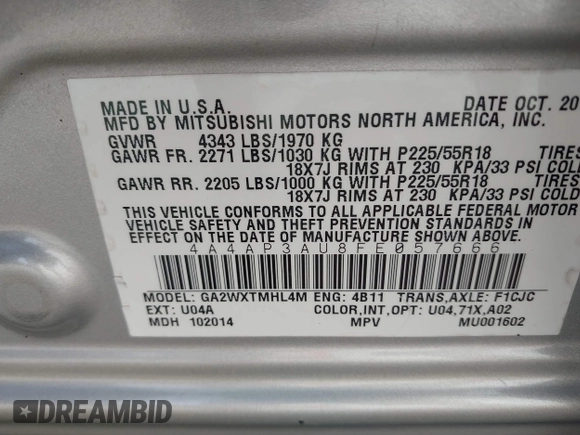 MADE IN U.S.A. DATE OCT. 20
MFD BY MITSUBISHI MOTORS NORTH AMERICA, INC.
GVWR 4343 LBS/1970 KG
GAWR FR. 2271 LBS/1030 KG WITH P225/55R18 TIRES
18X7J RIMS AT 230 KPA/33 PSI COLD
GAWR RR. 2205 LBS/1000 KG WITH P225/55R18 TIRES
18X7J RIMS AT 230 KPA/33 PSI COLD
THIS VEHICLE CONFORMS TO ALL APPLICABLE FEDERAL MOTOR
VEHICLE SAFETY AND THEFT PREVENTION STANDARDS IN
EFFECT ON THE DATE OF MANUFACTURE SHOWN ABOVE.
4A4AP3AU8FE057666
MODEL: GA2WXTMHL4M ENG: 4B11 TRANS,AXLE: F1CJC
EXT: U04A COLOR,INT,OPT: U04,71X,A02
MDH 102014 MPV MU001602
DREAMBID